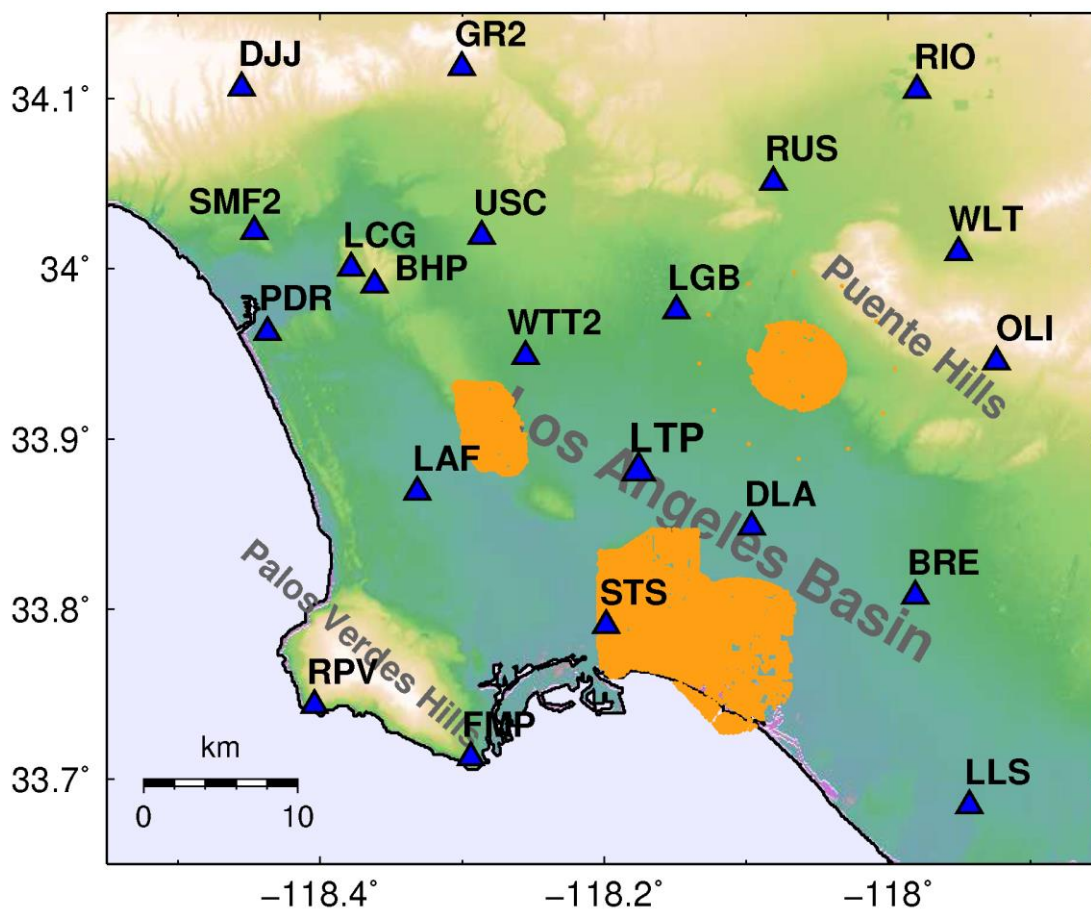 DJJ
GR2
RIO
34.1°
RUS
SMF2
USC
WLT
LCG
34°
BHP
LGB
PDR
Puente Hills
WTT2
OLI
33.9°
Los Angeles Basin
LAF
LTP
DLA
BRE
33.8°
STS
Palos Verdes Hills
RPV
FMP
km
33.7°
LLS
0 10
−118.4° −118.2° −118°